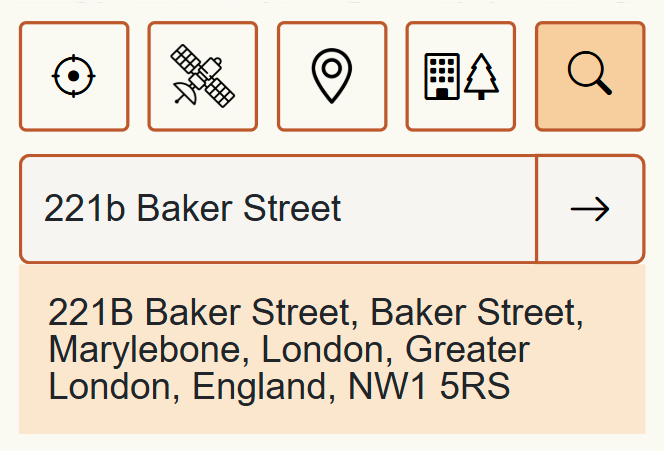 221b Baker Street
221B Baker Street, Baker Street,
Marylebone, London, Greater
London, England, NW1 5RS